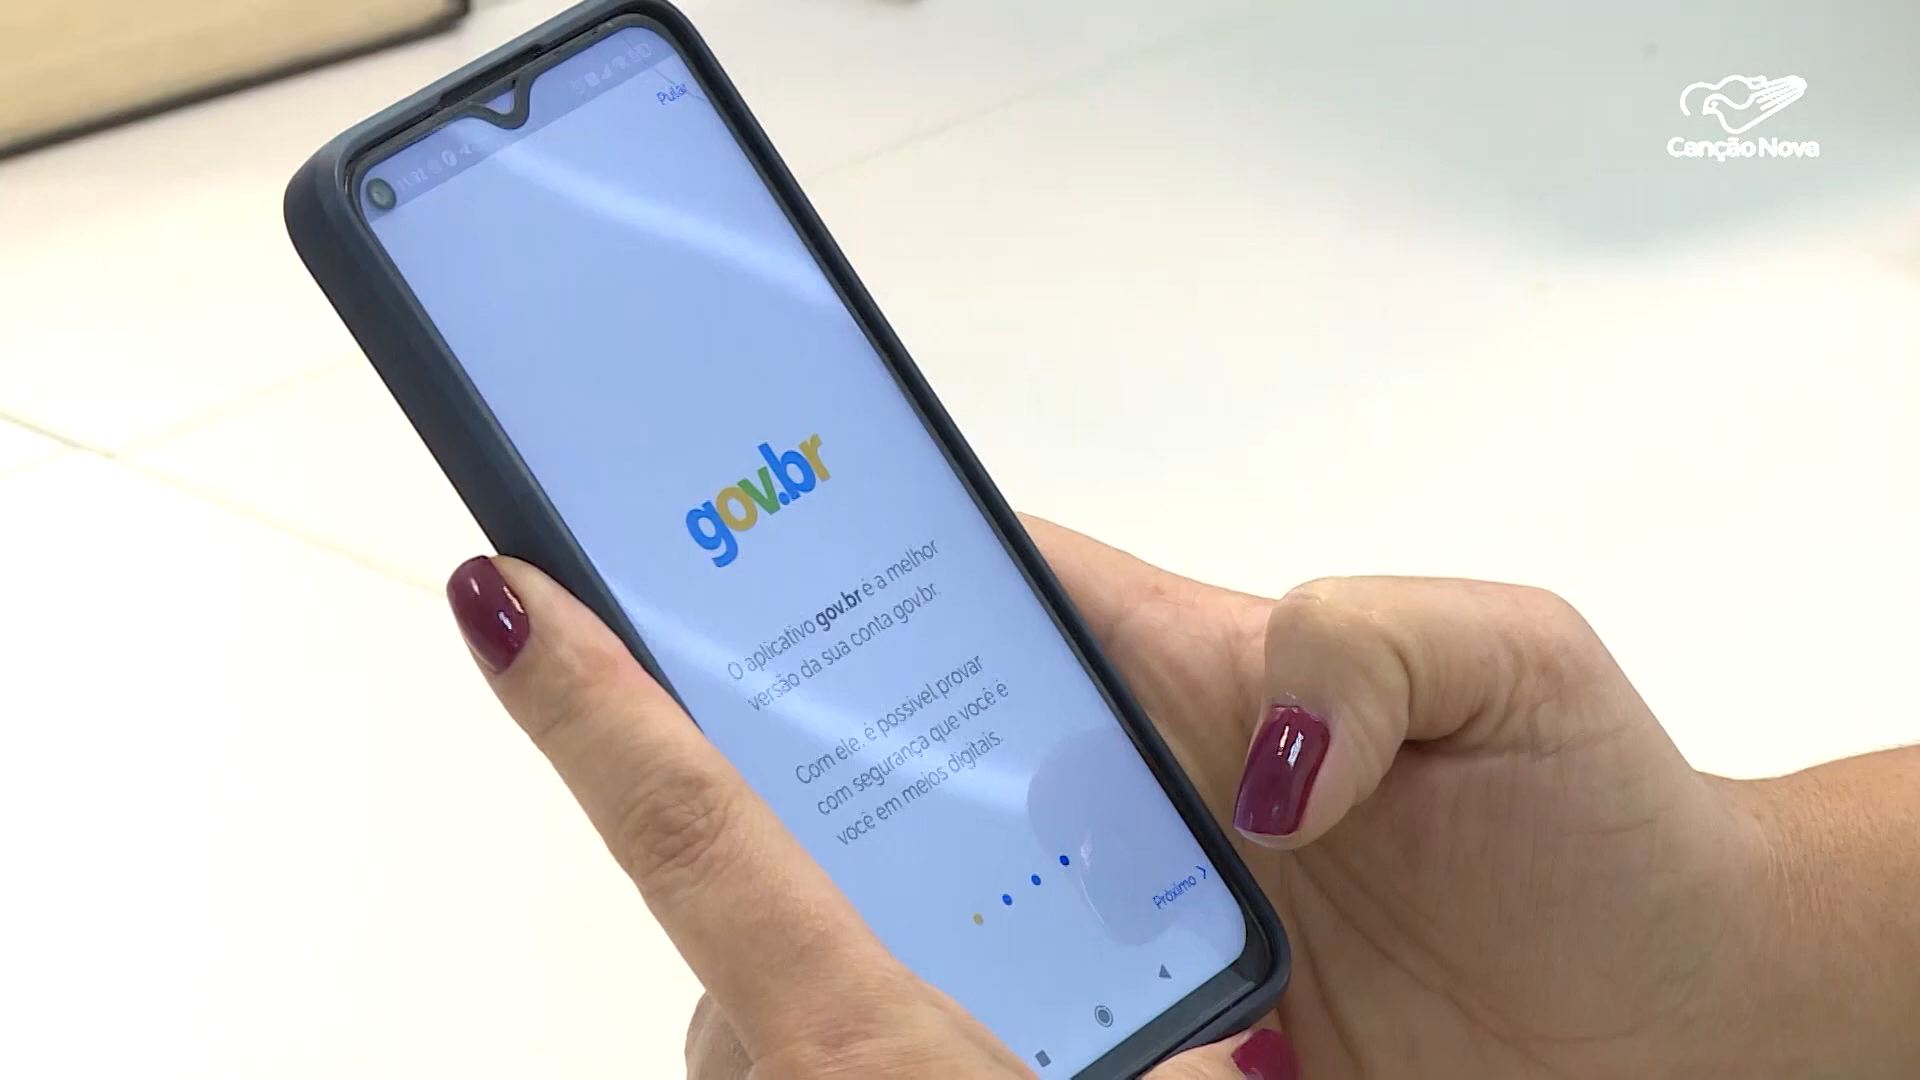 Canção Nova
Pular
gov.br
O aplicativo gov.br é a melhor
versão da sua conta gov.br.
Com ele, é possível provar
com segurança que você é
você em meios digitais.
Próximo